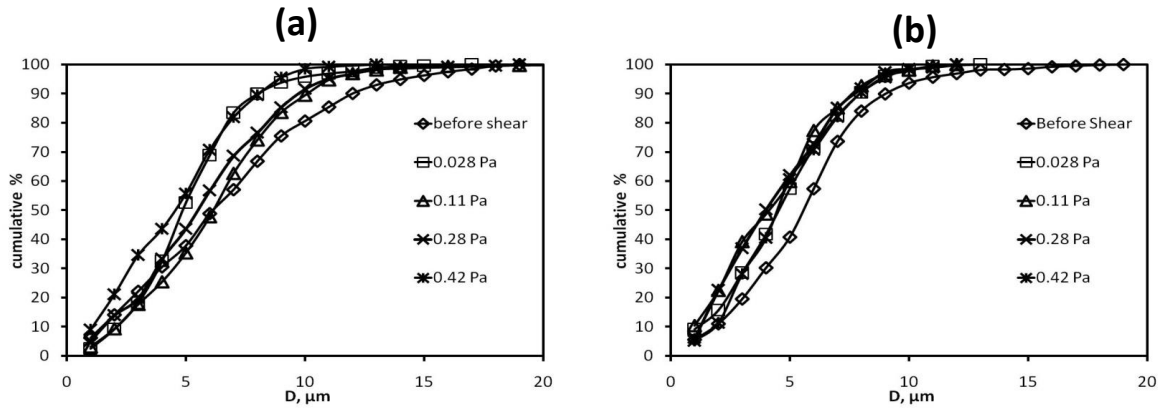 (a)
100
90
80
70
60
50
40
30
20
10
0
cumulative %
0 5 10 15 20
D, μm
before shear
0.028 Pa
0.11 Pa
0.28 Pa
0.42 Pa
(b)
100
90
80
70
60
50
40
30
20
10
0
cumulative %
0 5 10 15 20
D, μm
Before Shear
0.028 Pa
0.11 Pa
0.28 Pa
0.42 Pa